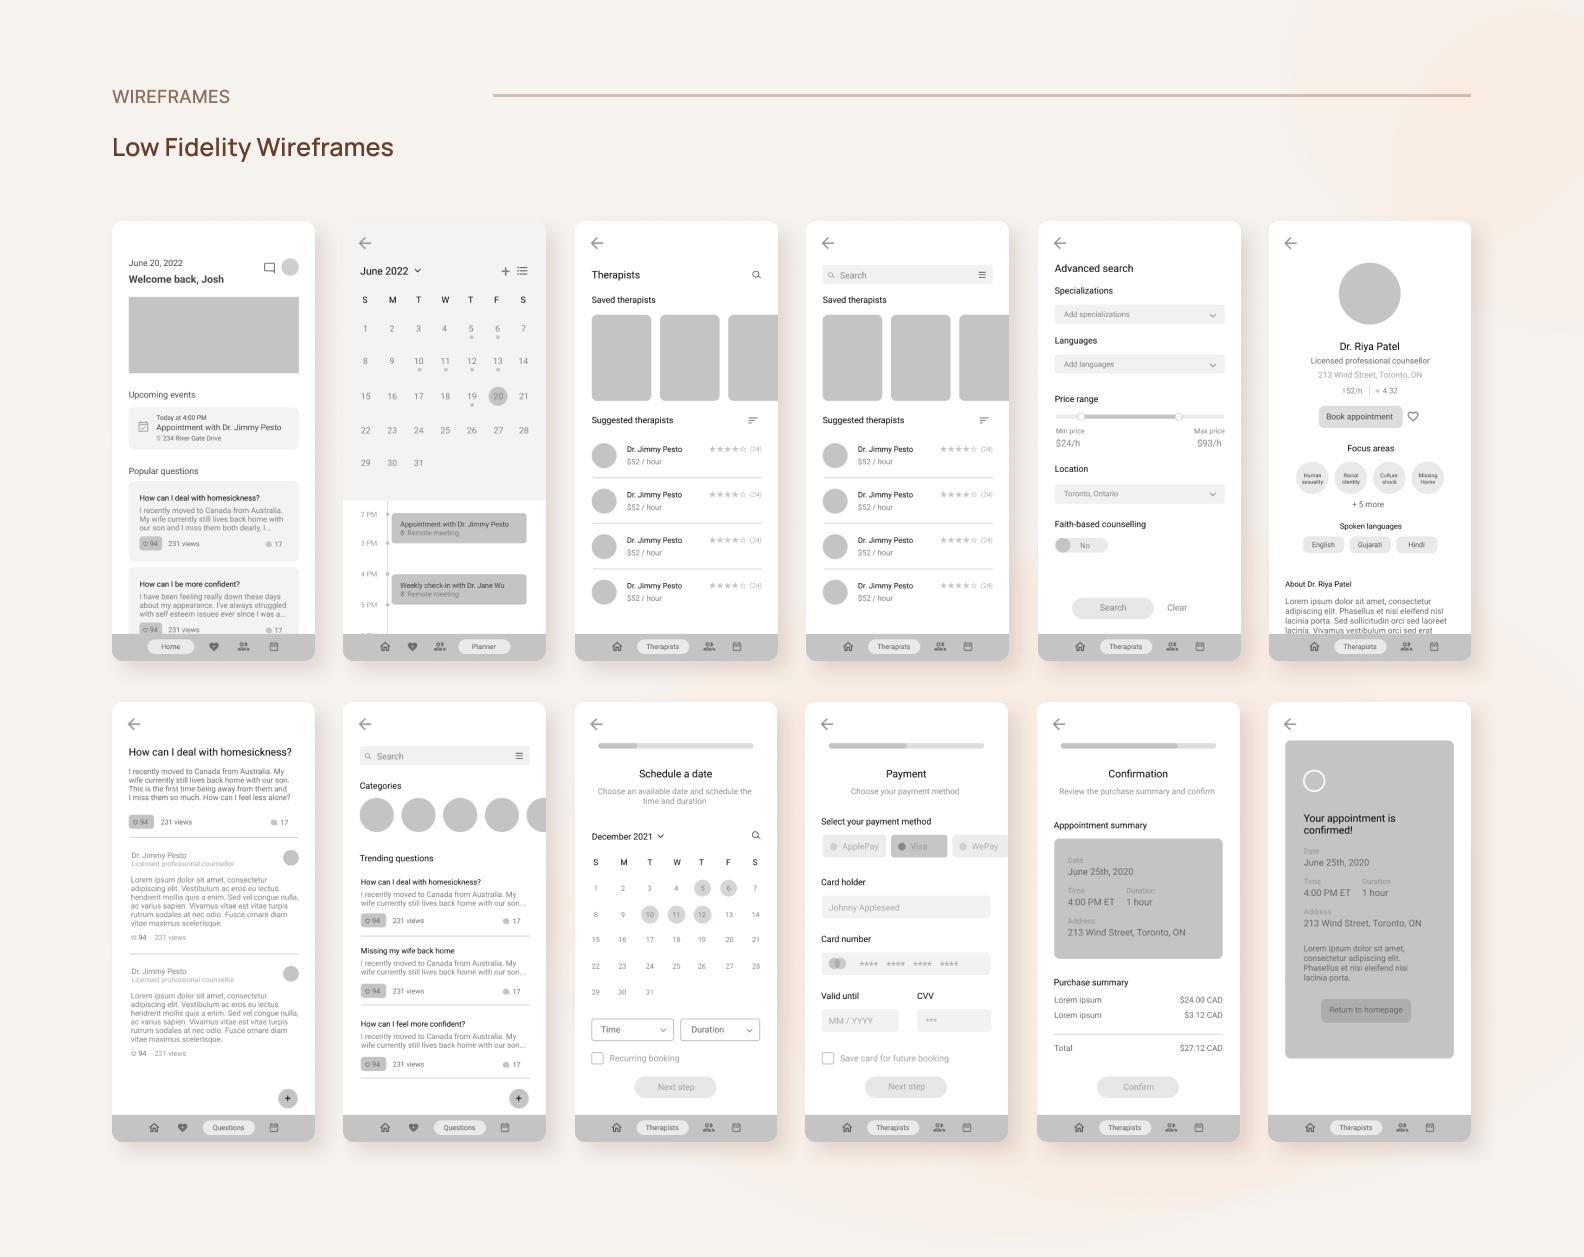 WIREFRAMES
Low Fidelity Wireframes
June 20, 2022
Welcome back, Josh
Upcoming events
Today at 4:00 PM
Appointment with Dr. Jimmy Pesto
234 River Gate Drive
Popular questions
How can I deal with homesickness?
I recently moved to Canada from Australia.
My wife currently still lives back home with
our son and I miss them both dearly, I...
94 231 views 17
How can I be more confident?
I have been feeling really down these days
about my appearance. I've always struggled
with self esteem issues ever since I was a...
94 231 views 17
Home
June 2022
S M T W T F S
1 2 3 4 5 6 7
8 9 10 11 12 13 14
15 16 17 18 19 20 21
22 23 24 25 26 27 28
29 30 31
2 PM
Appointment with Dr. Jimmy Pesto
Remote meeting
3 PM
4 PM
Weekly check-in with Dr. Jane Wu
Remote meeting
5 PM
Planner
Therapists
Saved therapists
Suggested therapists
Dr. Jimmy Pesto (24)
$52 / hour
Dr. Jimmy Pesto (24)
$52 / hour
Dr. Jimmy Pesto (24)
$52 / hour
Dr. Jimmy Pesto (24)
$52 / hour
Therapists
Search
Saved therapists
Suggested therapists
Dr. Jimmy Pesto (24)
$52 / hour
Dr. Jimmy Pesto (24)
$52 / hour
Dr. Jimmy Pesto (24)
$52 / hour
Dr. Jimmy Pesto (24)
$52 / hour
Therapists
Advanced search
Specializations
Add specializations
Languages
Add languages
Price range
Min price Max price
$24/h $93/h
Location
Toronto, Ontario
Faith-based counselling
No
Search Clear
Therapists
Dr. Riya Patel
Licensed professional counsellor
213 Wind Street, Toronto, ON
$52/h 4.32
Book appointment
Focus areas
Human sexuality
Racial identity
Culture shock
Missing Home
+ 5 more
Spoken languages
English Gujarati Hindi
About Dr. Riya Patel
Lorem ipsum dolor sit amet, consectetur
adipiscing elit. Phasellus et nisi eleifend nisi
lacinia porta. Sed sollicitudin orci sed laoreet
lacinia. Vivamus vestibulum orci sed erat
Therapists
How can I deal with homesickness?
I recently moved to Canada from Australia. My
wife currently still lives back home with our son.
This is the first time being away from them and
I miss them so much. How can I feel less alone?
94 231 views 17
Dr. Jimmy Pesto
Licensed professional counsellor
Lorem ipsum dolor sit amet, consectetur
adipiscing elit. Vestibulum ac eros eu lectus
hendrerit mollis quis a enim. Sed vel congue nulla,
ac varius sapien. Vivamus vitae est vitae turpis
rutrum sodales at nec odio. Fusce ornare diam
vitae maximus scelerisque.
94 231 views
Dr. Jimmy Pesto
Licensed professional counsellor
Lorem ipsum dolor sit amet, consectetur
adipiscing elit. Vestibulum ac eros eu lectus
hendrerit mollis quis a enim. Sed vel congue nulla,
ac varius sapien. Vivamus vitae est vitae turpis
rutrum sodales at nec odio. Fusce ornare diam
vitae maximus scelerisque.
94 231 views
+
Questions
Search
Categories
Trending questions
How can I deal with homesickness?
I recently moved to Canada from Australia. My
wife currently still lives back home with our son...
94 231 views 17
Missing my wife back home
I recently moved to Canada from Australia. My
wife currently still lives back home with our son...
94 231 views 17
How can I feel more confident?
I recently moved to Canada from Australia. My
wife currently still lives back home with our son...
94 231 views 17
+
Questions
Schedule a date
Choose an available date and schedule the
time and duration
December 2021
S M T W T F S
1 2 3 4 5 6 7
8 9 10 11 12 13 14
15 16 17 18 19 20 21
22 23 24 25 26 27 28
29 30 31
Time Duration
Recurring booking
Next step
Therapists
Payment
Choose your payment method
Select your payment method
ApplePay Visa WePay
Card holder
Johnny Appleseed
Card number
**** **** **** ****
Valid until CVV
MM / YYYY ***
Save card for future booking
Next step
Therapists
Confirmation
Review the purchase summary and confirm
Apppointment summary
Date
June 25th, 2020
Time Duration
4:00 PM ET 1 hour
Address
213 Wind Street, Toronto, ON
Purchase summary
Lorem ipsum $24.00 CAD
Lorem ipsum $3.12 CAD
Total $27.12 CAD
Confirm
Therapists
Your appointment is
confirmed!
Date
June 25th, 2020
Time Duration
4:00 PM ET 1 hour
Address
213 Wind Street, Toronto, ON
Lorem ipsum dolor sit amet,
consectetur adipiscing elit.
Phasellus et nisi eleifend nisi
lacinia porta.
Return to homepage
Therapists